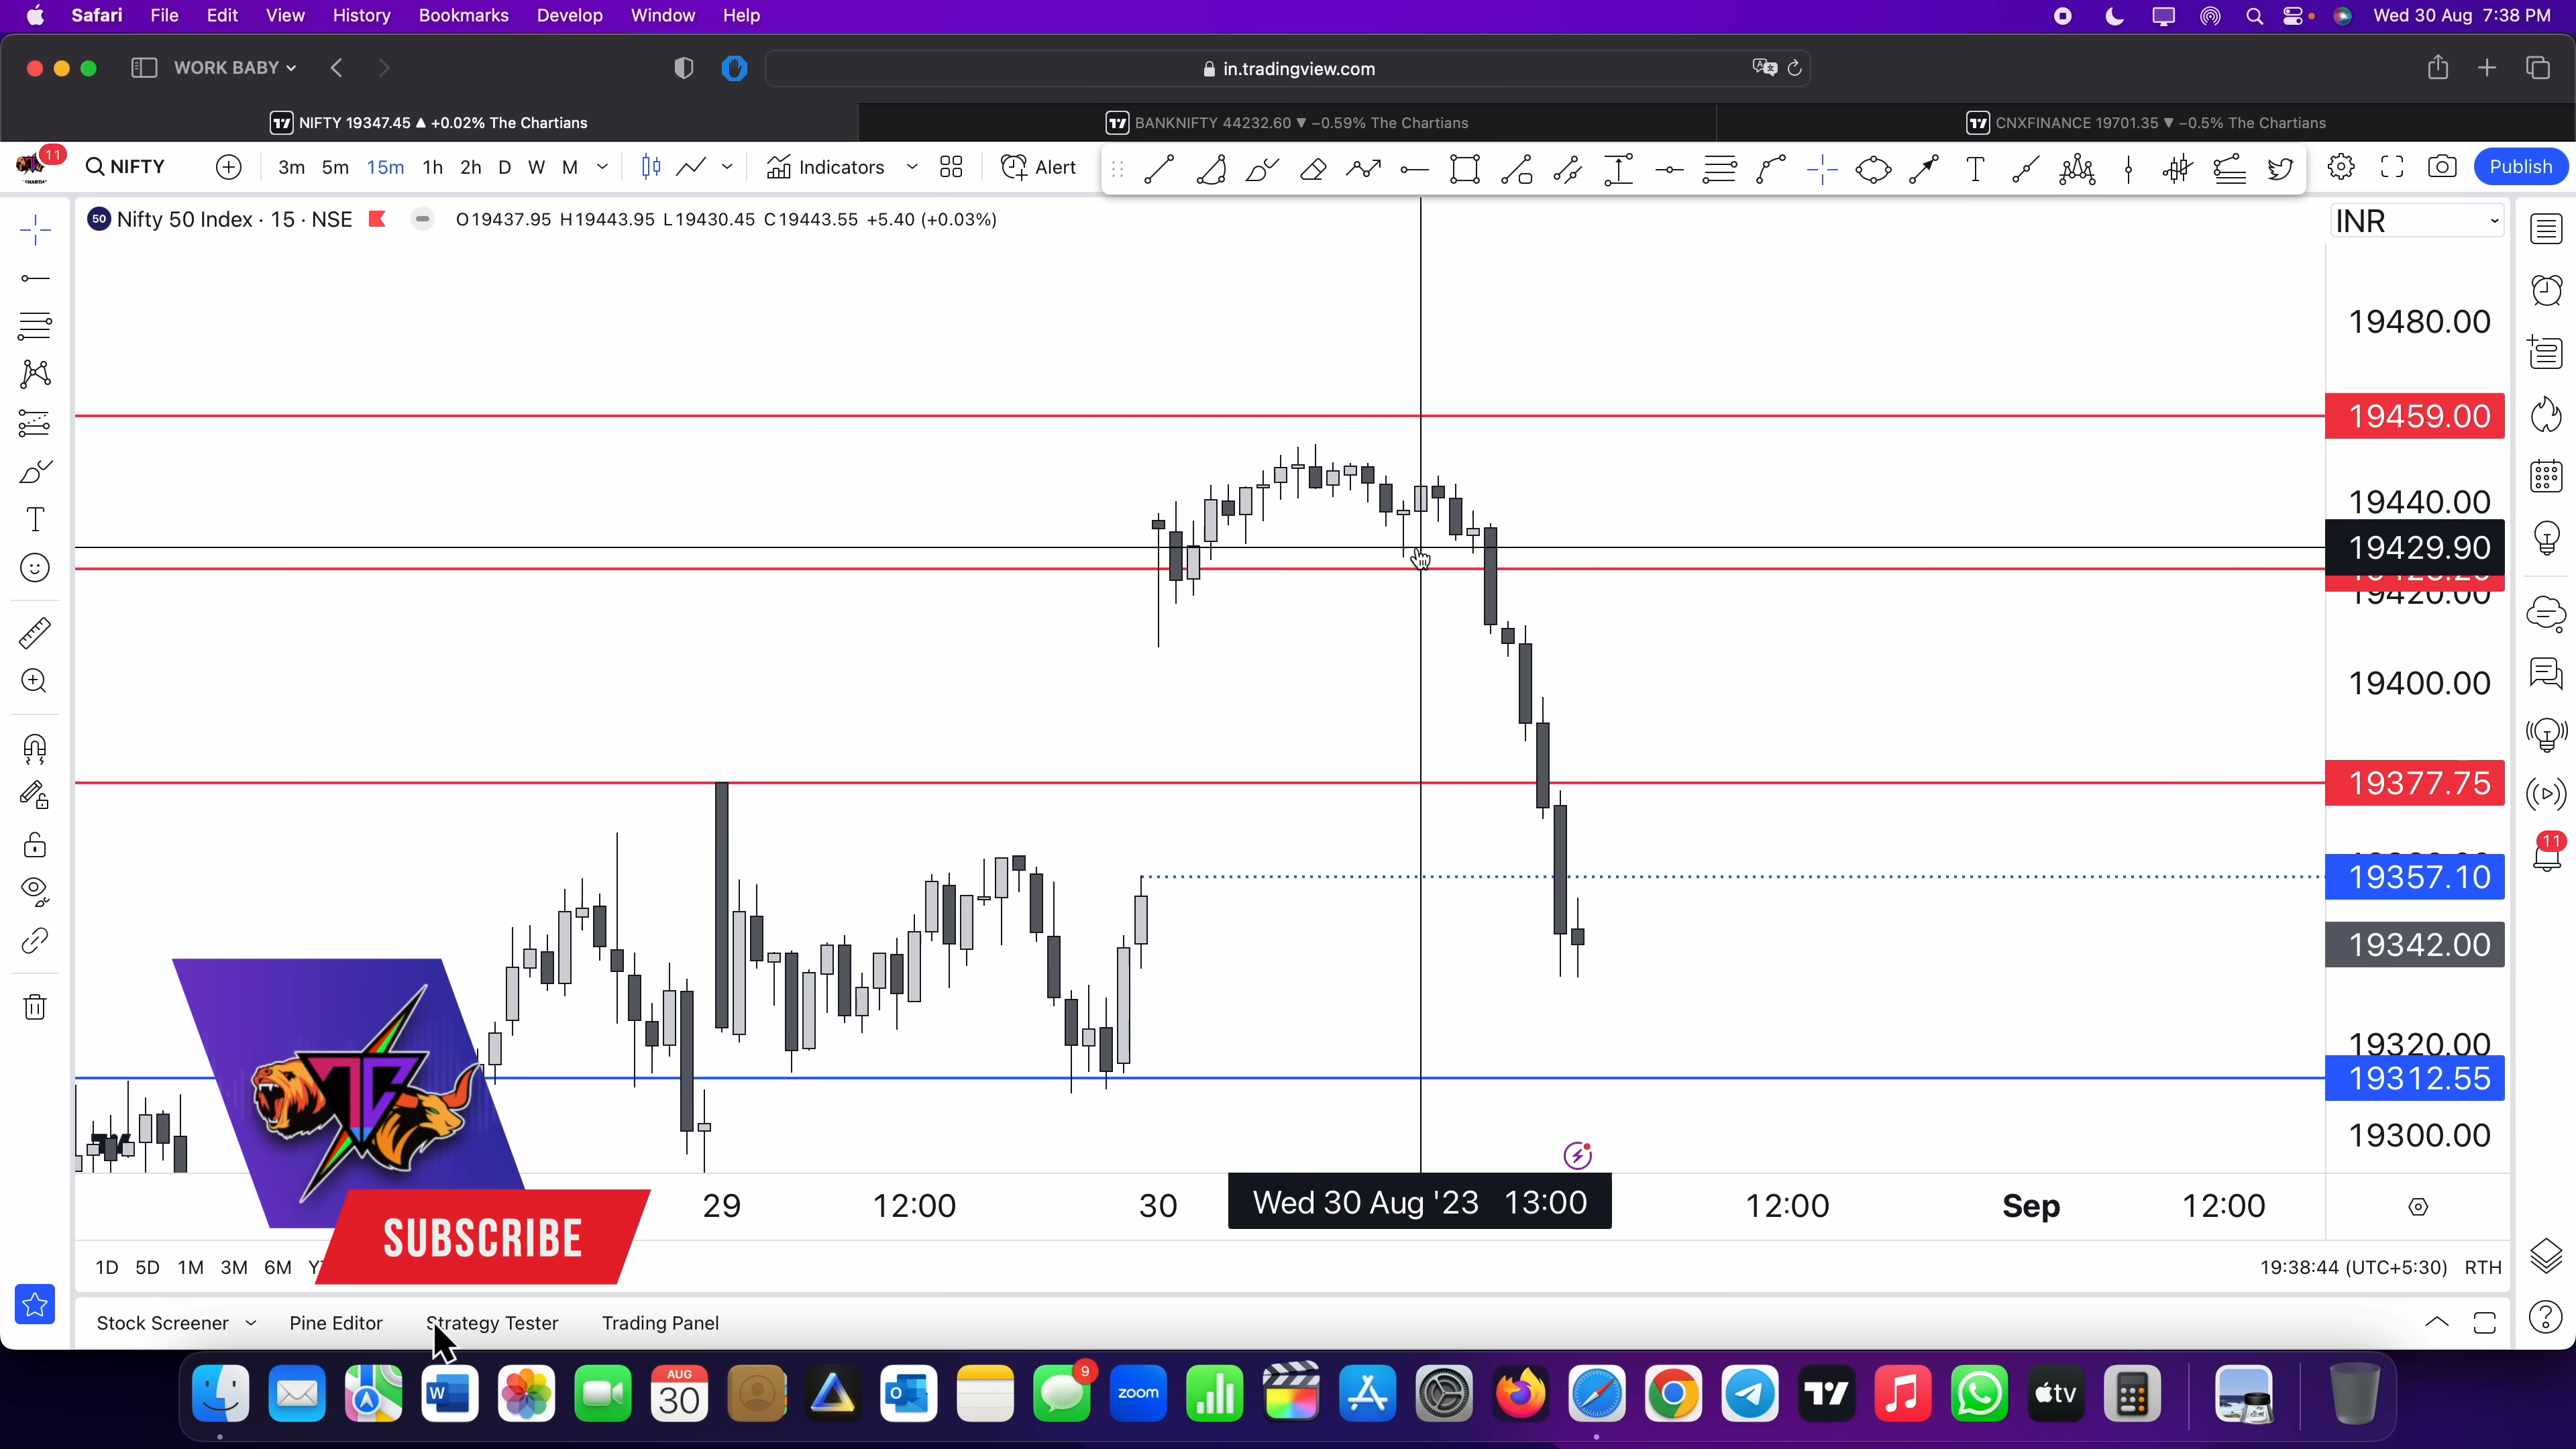 Safari File Edit View History Bookmarks Develop Window Help Wed 30 Aug 7:38 PM
WORK BABY in.tradingview.com
NIFTY 19347.45 ▲ +0.02% The Chartians BANKNIFTY 44232.60 ▼ −0.59% The Chartians CNXFINANCE 19701.35 ▼ −0.5% The Chartians
11 NIFTY 3m 5m 15m 1h 2h D W M Indicators Alert Publish
50 Nifty 50 Index · 15 · NSE O19437.95 H19443.95 L19430.45 C19443.55 +5.40 (+0.03%) INR
19480.00
19459.00
19440.00
19429.90
19420.00
19400.00
19377.75
11
19357.10
19342.00
19320.00
19312.55
19300.00
29 12:00 30 Wed 30 Aug '23 13:00 12:00 Sep 12:00
SUBSCRIBE
1D 5D 1M 3M 6M 19:38:44 (UTC+5:30) RTH
Stock Screener Pine Editor Strategy Tester Trading Panel
AUG
30
9
zoom
tv